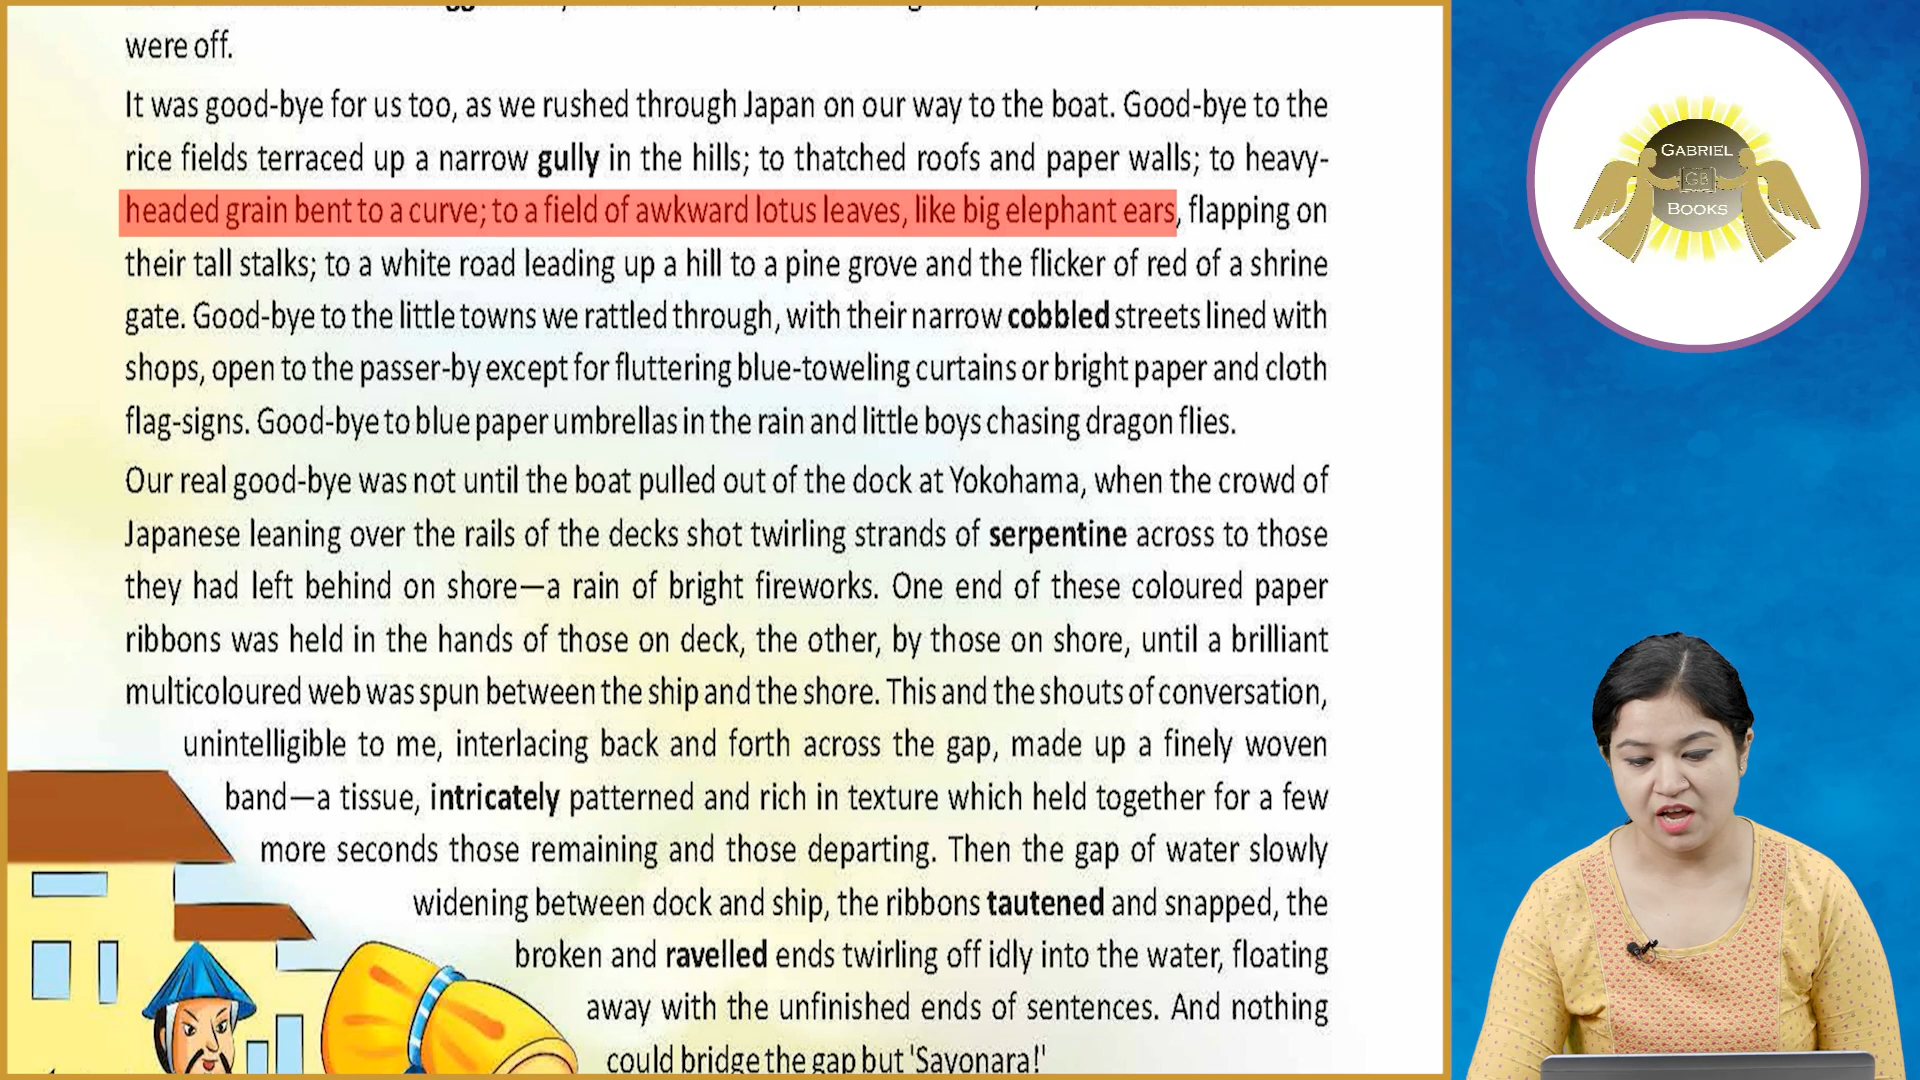 were off.
It was good-bye for us too, as we rushed through Japan on our way to the boat. Good-bye to the
rice fields terraced up a narrow gully in the hills; to thatched roofs and paper walls; to heavy-
headed grain bent to a curve; to a field of awkward lotus leaves, like big elephant ears, flapping on
their tall stalks; to a white road leading up a hill to a pine grove and the flicker of red of a shrine
gate. Good-bye to the little towns we rattled through, with their narrow cobbled streets lined with
shops, open to the passer-by except for fluttering blue-toweling curtains or bright paper and cloth
flag-signs. Good-bye to blue paper umbrellas in the rain and little boys chasing dragon flies.
Our real good-bye was not until the boat pulled out of the dock at Yokohama, when the crowd of
Japanese leaning over the rails of the decks shot twirling strands of serpentine across to those
they had left behind on shore—a rain of bright fireworks. One end of these coloured paper
ribbons was held in the hands of those on deck, the other, by those on shore, until a brilliant
multicoloured web was spun between the ship and the shore. This and the shouts of conversation,
unintelligible to me, interlacing back and forth across the gap, made up a finely woven
band—a tissue, intricately patterned and rich in texture which held together for a few
more seconds those remaining and those departing. Then the gap of water slowly
widening between dock and ship, the ribbons tautened and snapped, the
broken and ravelled ends twirling off idly into the water, floating
away with the unfinished ends of sentences. And nothing
could bridge the gap but 'Sayonara!'
GABRIEL
GB
BOOKS